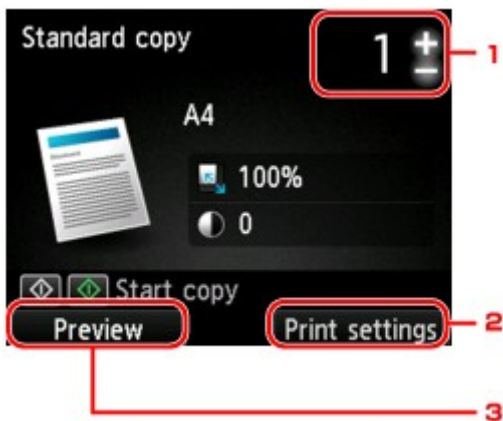 Standard copy
1 + −
1
A4
100%
0
Start copy
Preview
Print settings
2
3